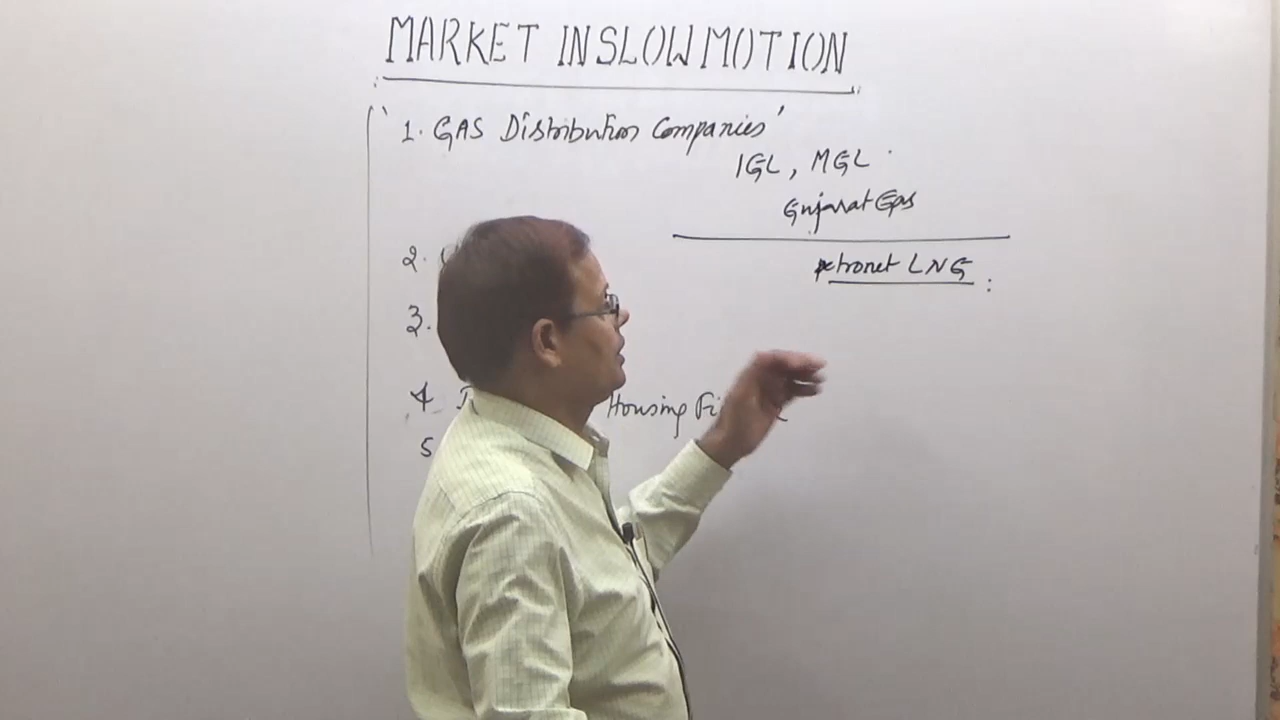 MARKET IN SLOW MOTION
1. GAS Distribution Companies'
IGL, MGL
Gujarat Gas
2.
petronet LNG :
3.
4 Housing
5